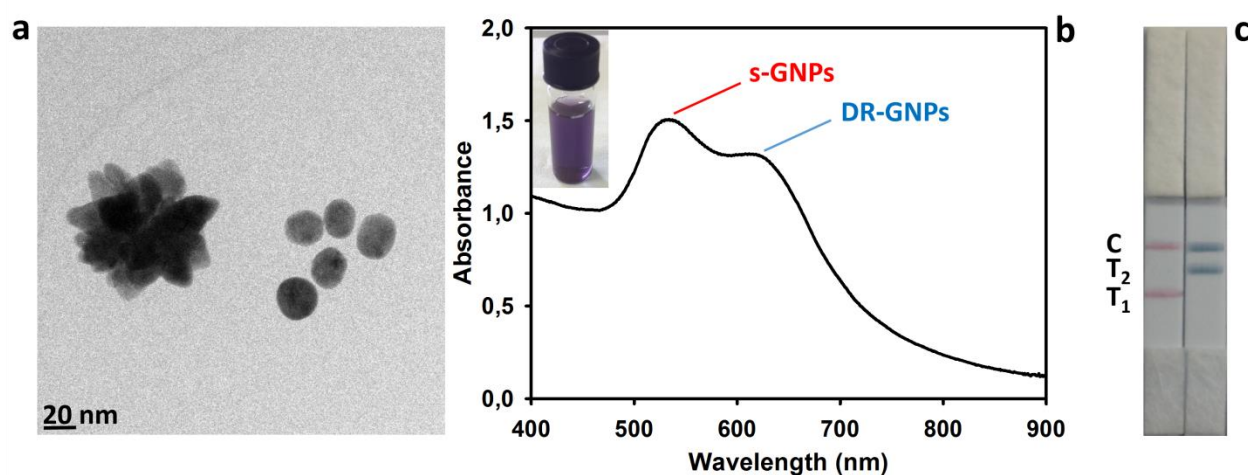 a
20 nm
b
2,0
1,5
1,0
0,5
0,0
Absorbance
s-GNPs
DR-GNPs
400 500 600 700 800 900
Wavelength (nm)
c
C
T2
T1